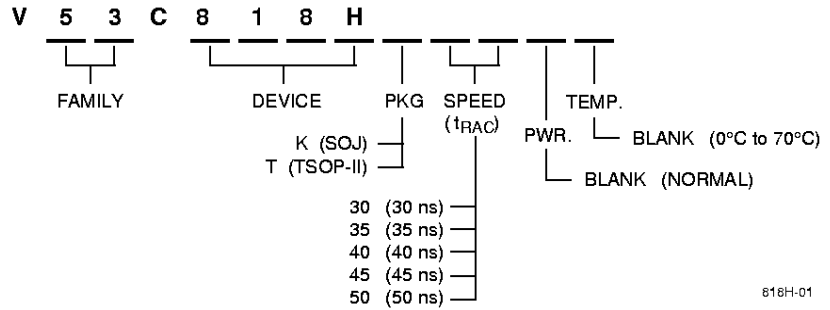 V 5 3 C 8 1 8 H
FAMILY DEVICE PKG SPEED TEMP.
(tRAC)
PWR. BLANK (0°C to 70°C)
K (SOJ)
T (TSOP-II)
BLANK (NORMAL)
30 (30 ns)
35 (35 ns)
40 (40 ns)
45 (45 ns)
50 (50 ns)
818H-01